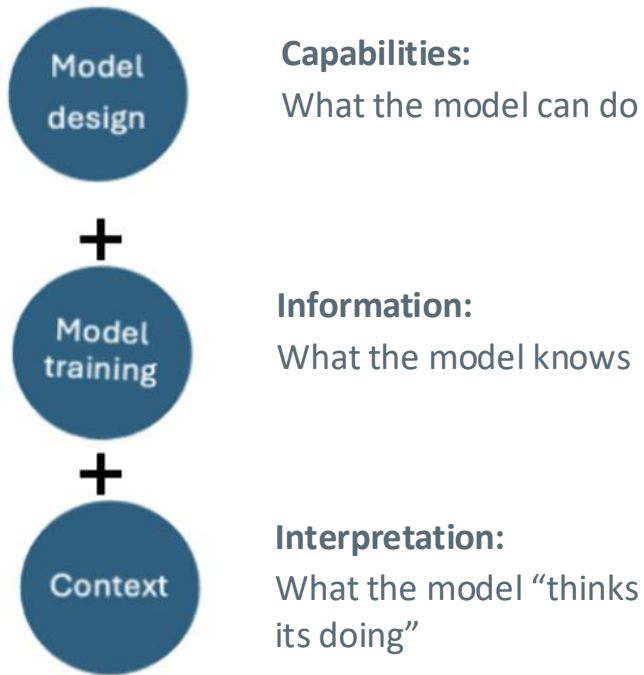 Model
design
Capabilities:
What the model can do
+
Model
training
Information:
What the model knows
+
Context
Interpretation:
What the model “thinks
its doing”